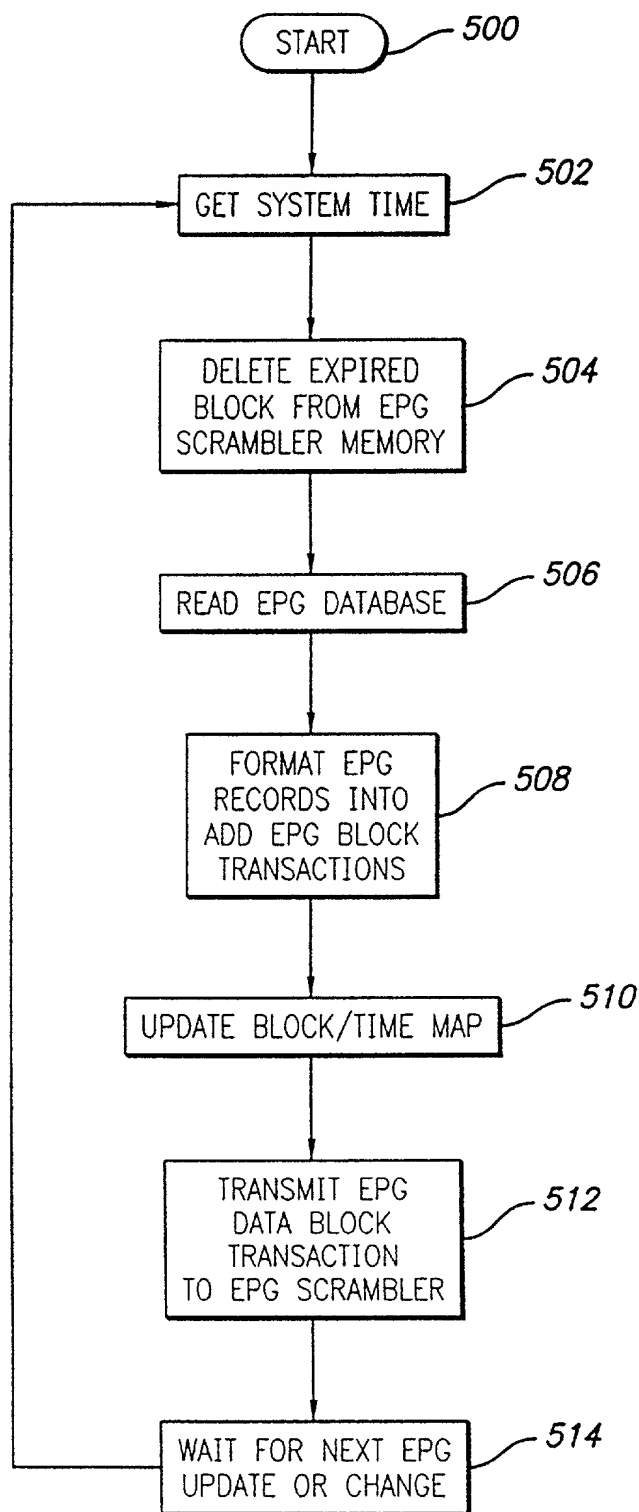 START
500
GET SYSTEM TIME
502
DELETE EXPIRED
BLOCK FROM EPG
SCRAMBLER MEMORY
504
READ EPG DATABASE
506
FORMAT EPG
RECORDS INTO
ADD EPG BLOCK
TRANSACTIONS
508
UPDATE BLOCK/TIME MAP
510
TRANSMIT EPG
DATA BLOCK
TRANSACTION
TO EPG SCRAMBLER
512
WAIT FOR NEXT EPG
UPDATE OR CHANGE
514